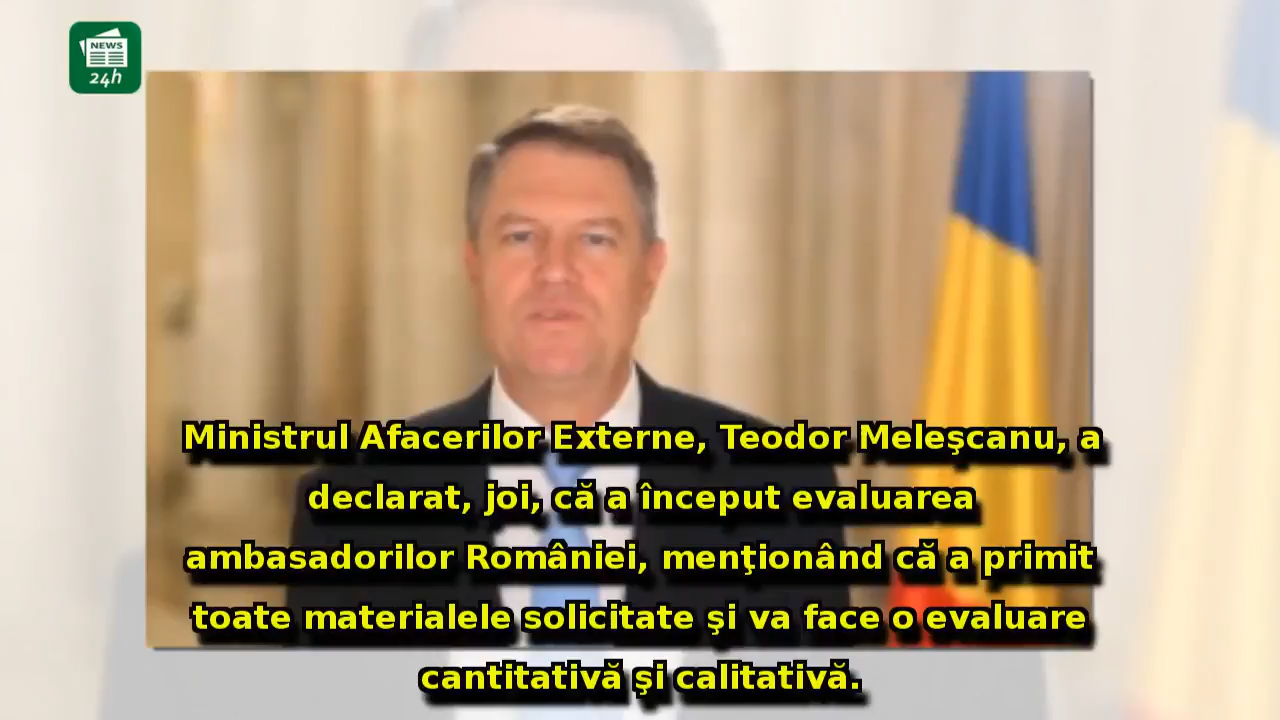 NEWS
24h
Ministrul Afacerilor Externe, Teodor Meleşcanu, a
declarat, joi, că a început evaluarea
ambasadorilor României, menţionând că a primit
toate materialele solicitate şi va face o evaluare
cantitativă şi calitativă.